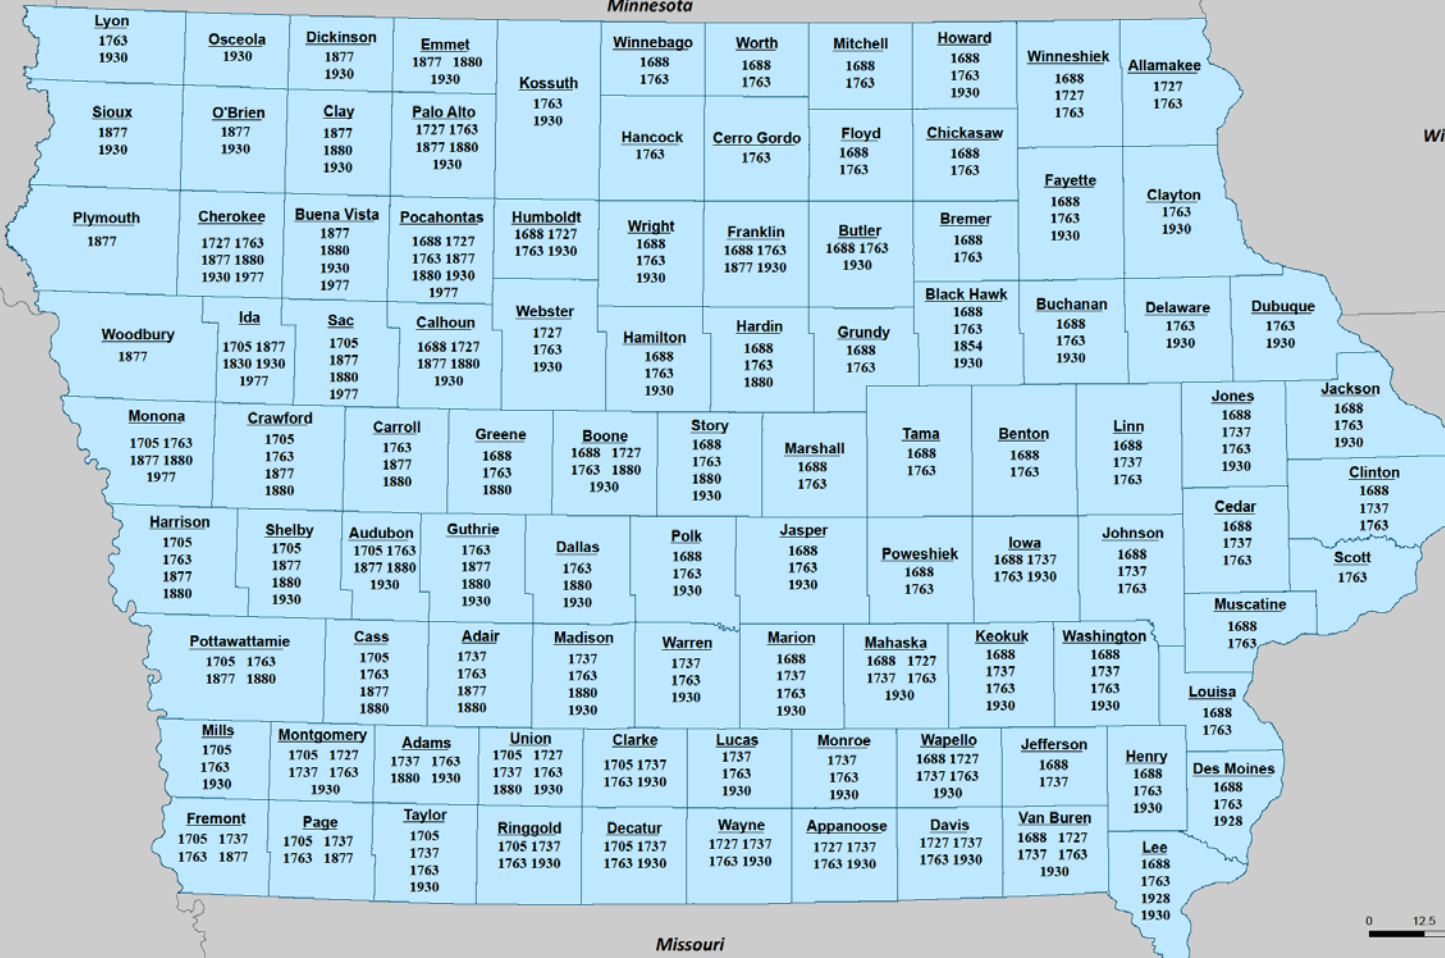 Minnesota
Lyon
1763
1930
Osceola
1930
Dickinson
1877
1930
Emmet
1877 1880
1930
Kossuth
1763
1930
Winnebago
1688
1763
Worth
1688
1763
Mitchell
1688
1763
Howard
1688
1763
1930
Winneshiek
1688
1727
1763
Allamakee
1727
1763
Sioux
1877
1930
O'Brien
1877
1930
Clay
1877
1880
1930
Palo Alto
1727 1763
1877 1880
1930
Hancock
1763
Cerro Gordo
1763
Floyd
1688
1763
Chickasaw
1688
1763
Wi
Fayette
1688
1763
1930
Clayton
1763
1930
Plymouth
1877
Cherokee
1727 1763
1877 1880
1930 1977
Buena Vista
1877
1880
1930
1977
Pocahontas
1688 1727
1763 1877
1880 1930
1977
Humboldt
1688 1727
1763 1930
Wright
1688
1763
1930
Franklin
1688 1763
1877 1930
Butler
1688 1763
1930
Bremer
1688
1763
Woodbury
1877
Ida
1705 1877
1830 1930
1977
Sac
1705
1877
1880
1977
Calhoun
1688 1727
1877 1880
1930
Webster
1727
1763
1930
Hamilton
1688
1763
1930
Hardin
1688
1763
1880
Grundy
1688
1763
Black Hawk
1688
1763
1854
1930
Buchanan
1688
1763
1930
Delaware
1763
1930
Dubuque
1763
1930
Monona
1705 1763
1877 1880
1977
Crawford
1705
1763
1877
1880
Carroll
1763
1877
1880
Greene
1688
1763
1880
Boone
1688 1727
1763 1880
1930
Story
1688
1763
1880
1930
Marshall
1688
1763
Tama
1688
1763
Benton
1688
1763
Linn
1688
1737
1763
Jones
1688
1737
1763
1930
Jackson
1688
1763
1930
Clinton
1688
1737
1763
Harrison
1705
1763
1877
1880
Shelby
1705
1877
1880
1930
Audubon
1705 1763
1877 1880
1930
Guthrie
1763
1877
1880
1930
Dallas
1763
1880
1930
Polk
1688
1763
1930
Jasper
1688
1763
1930
Poweshiek
1688
1763
Iowa
1688 1737
1763 1930
Johnson
1688
1737
1763
Cedar
1688
1737
1763
Scott
1763
Muscatine
1688
1763
Pottawattamie
1705 1763
1877 1880
Cass
1705
1763
1877
1880
Adair
1737
1763
1877
1880
Madison
1737
1763
1880
1930
Warren
1737
1763
1930
Marion
1688
1737
1763
1930
Mahaska
1688 1727
1737 1763
1930
Keokuk
1688
1737
1763
1930
Washington
1688
1737
1763
1930
Louisa
1688
1763
Mills
1705
1763
1930
Montgomery
1705 1727
1737 1763
1930
Adams
1737 1763
1880 1930
Union
1705 1727
1737 1763
1880 1930
Clarke
1705 1737
1763 1930
Lucas
1737
1763
1930
Monroe
1737
1763
1930
Wapello
1688 1727
1737 1763
1930
Jefferson
1688
1737
Henry
1688
1763
1930
Des Moines
1688
1763
1928
Fremont
1705 1737
1763 1877
Page
1705 1737
1763 1877
Taylor
1705
1737
1763
1930
Ringgold
1705 1737
1763 1930
Decatur
1705 1737
1763 1930
Wayne
1727 1737
1763 1930
Appanoose
1727 1737
1763 1930
Davis
1727 1737
1763 1930
Van Buren
1688 1727
1737 1763
1930
Lee
1688
1763
1928
1930
0 12.5
Missouri